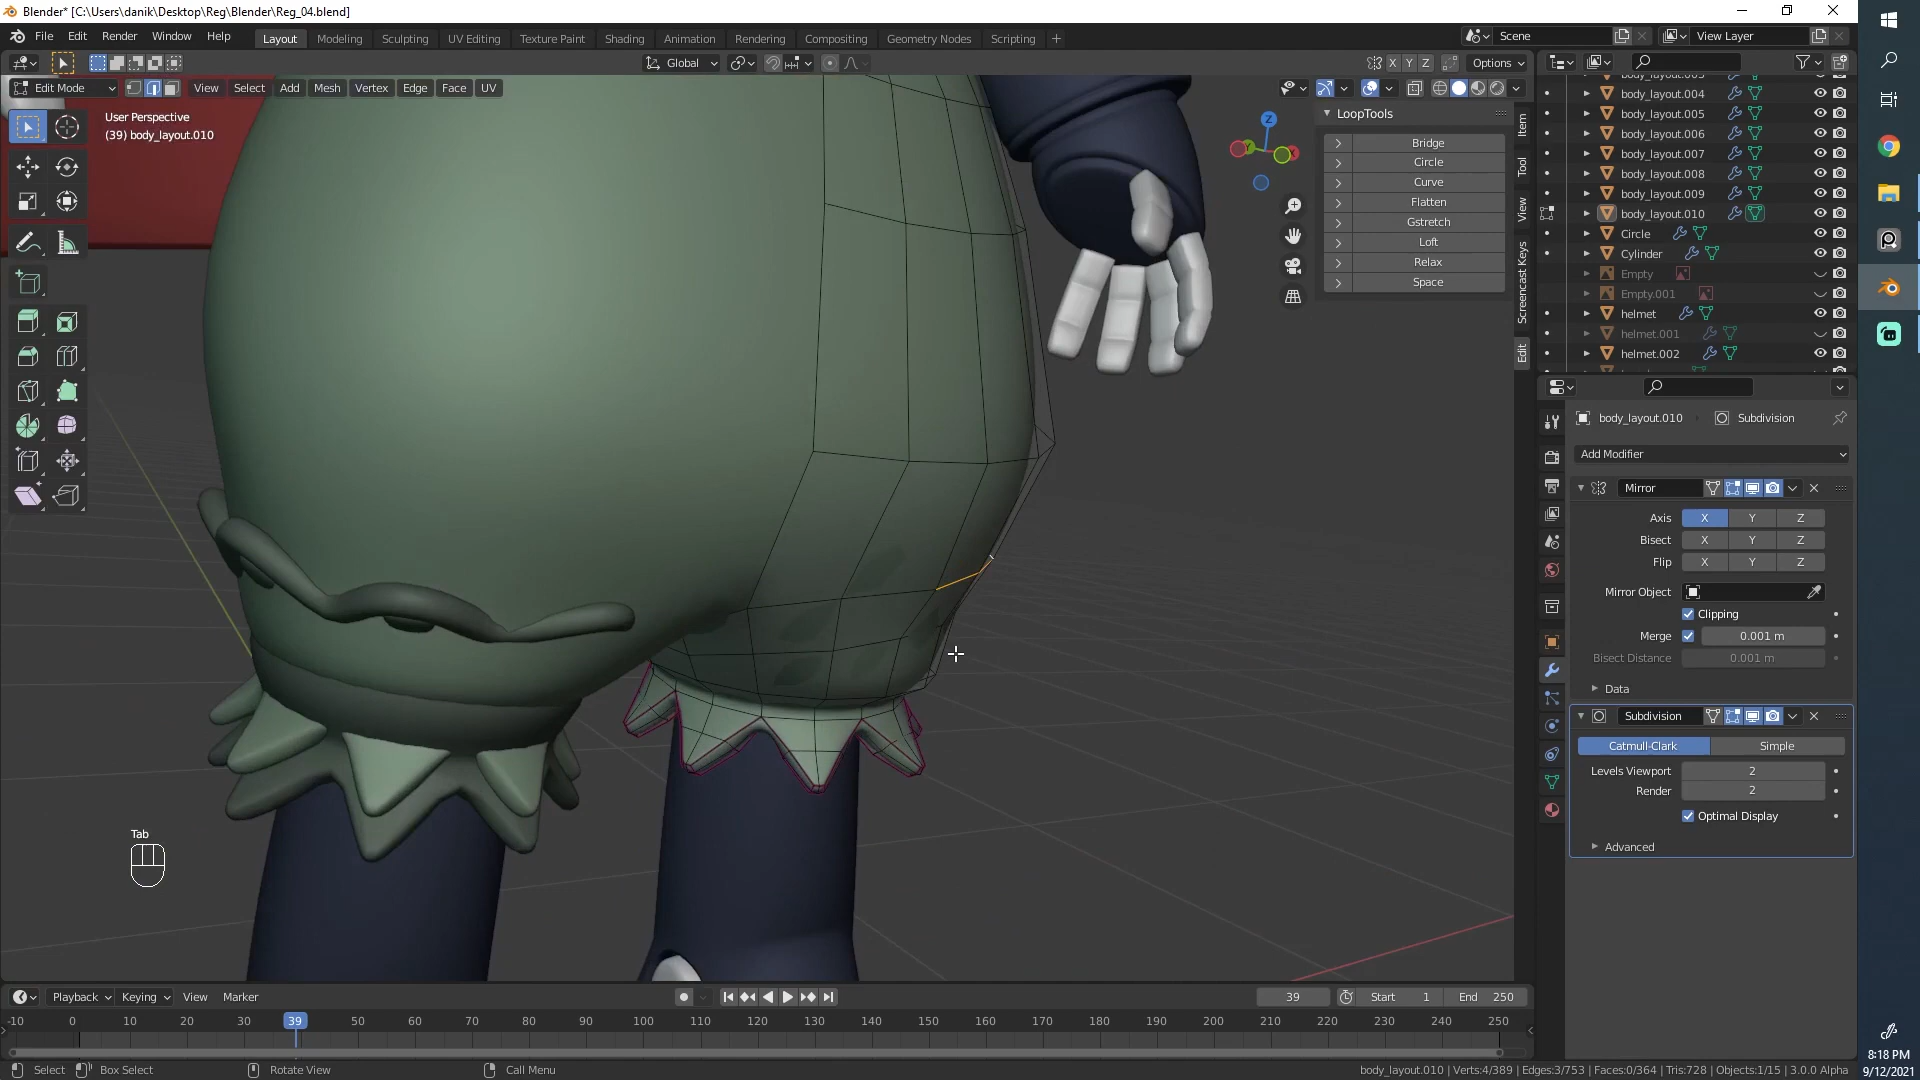 Blender* [C:\Users\danik\Desktop\Reg\Blender\Reg_04.blend]
File Edit Render Window Help
Layout Modeling Sculpting UV Editing Texture Paint Shading Animation Rendering Compositing Geometry Nodes Scripting +
Scene View Layer
Global X Y Z Options
Edit Mode View Select Add Mesh Vertex Edge Face UV
User Perspective
(39) body_layout.010
LoopTools
Bridge
Circle
Curve
Flatten
Gstretch
Loft
Relax
Space
Item
Tool
View
Screencast Keys
Edit
Z
body_layout.004
body_layout.005
body_layout.006
body_layout.007
body_layout.008
body_layout.009
body_layout.010
Circle
Cylinder
Empty
Empty.001
helmet
helmet.001
helmet.002
body_layout.010 Subdivision
Add Modifier
Mirror
Axis X Y Z
Bisect X Y Z
Flip X Y Z
Mirror Object
Clipping
Merge 0.001 m
Bisect Distance 0.001 m
Data
Subdivision
Catmull-Clark Simple
Levels Viewport 2
Render 2
Optimal Display
Advanced
Tab
Playback Keying View Marker
39 Start 1 End 250
-10 0 10 20 30 39 50 60 70 80 90 100 110 120 130 140 150 160 170 180 190 200 210 220 230 240 250
Select Box Select Rotate View Call Menu
body_layout.010 | Verts:4/389 | Edges:3/753 | Faces:0/364 | Tris:728 | Objects:1/15 | 3.0.0 Alpha
8:18 PM
9/12/2021